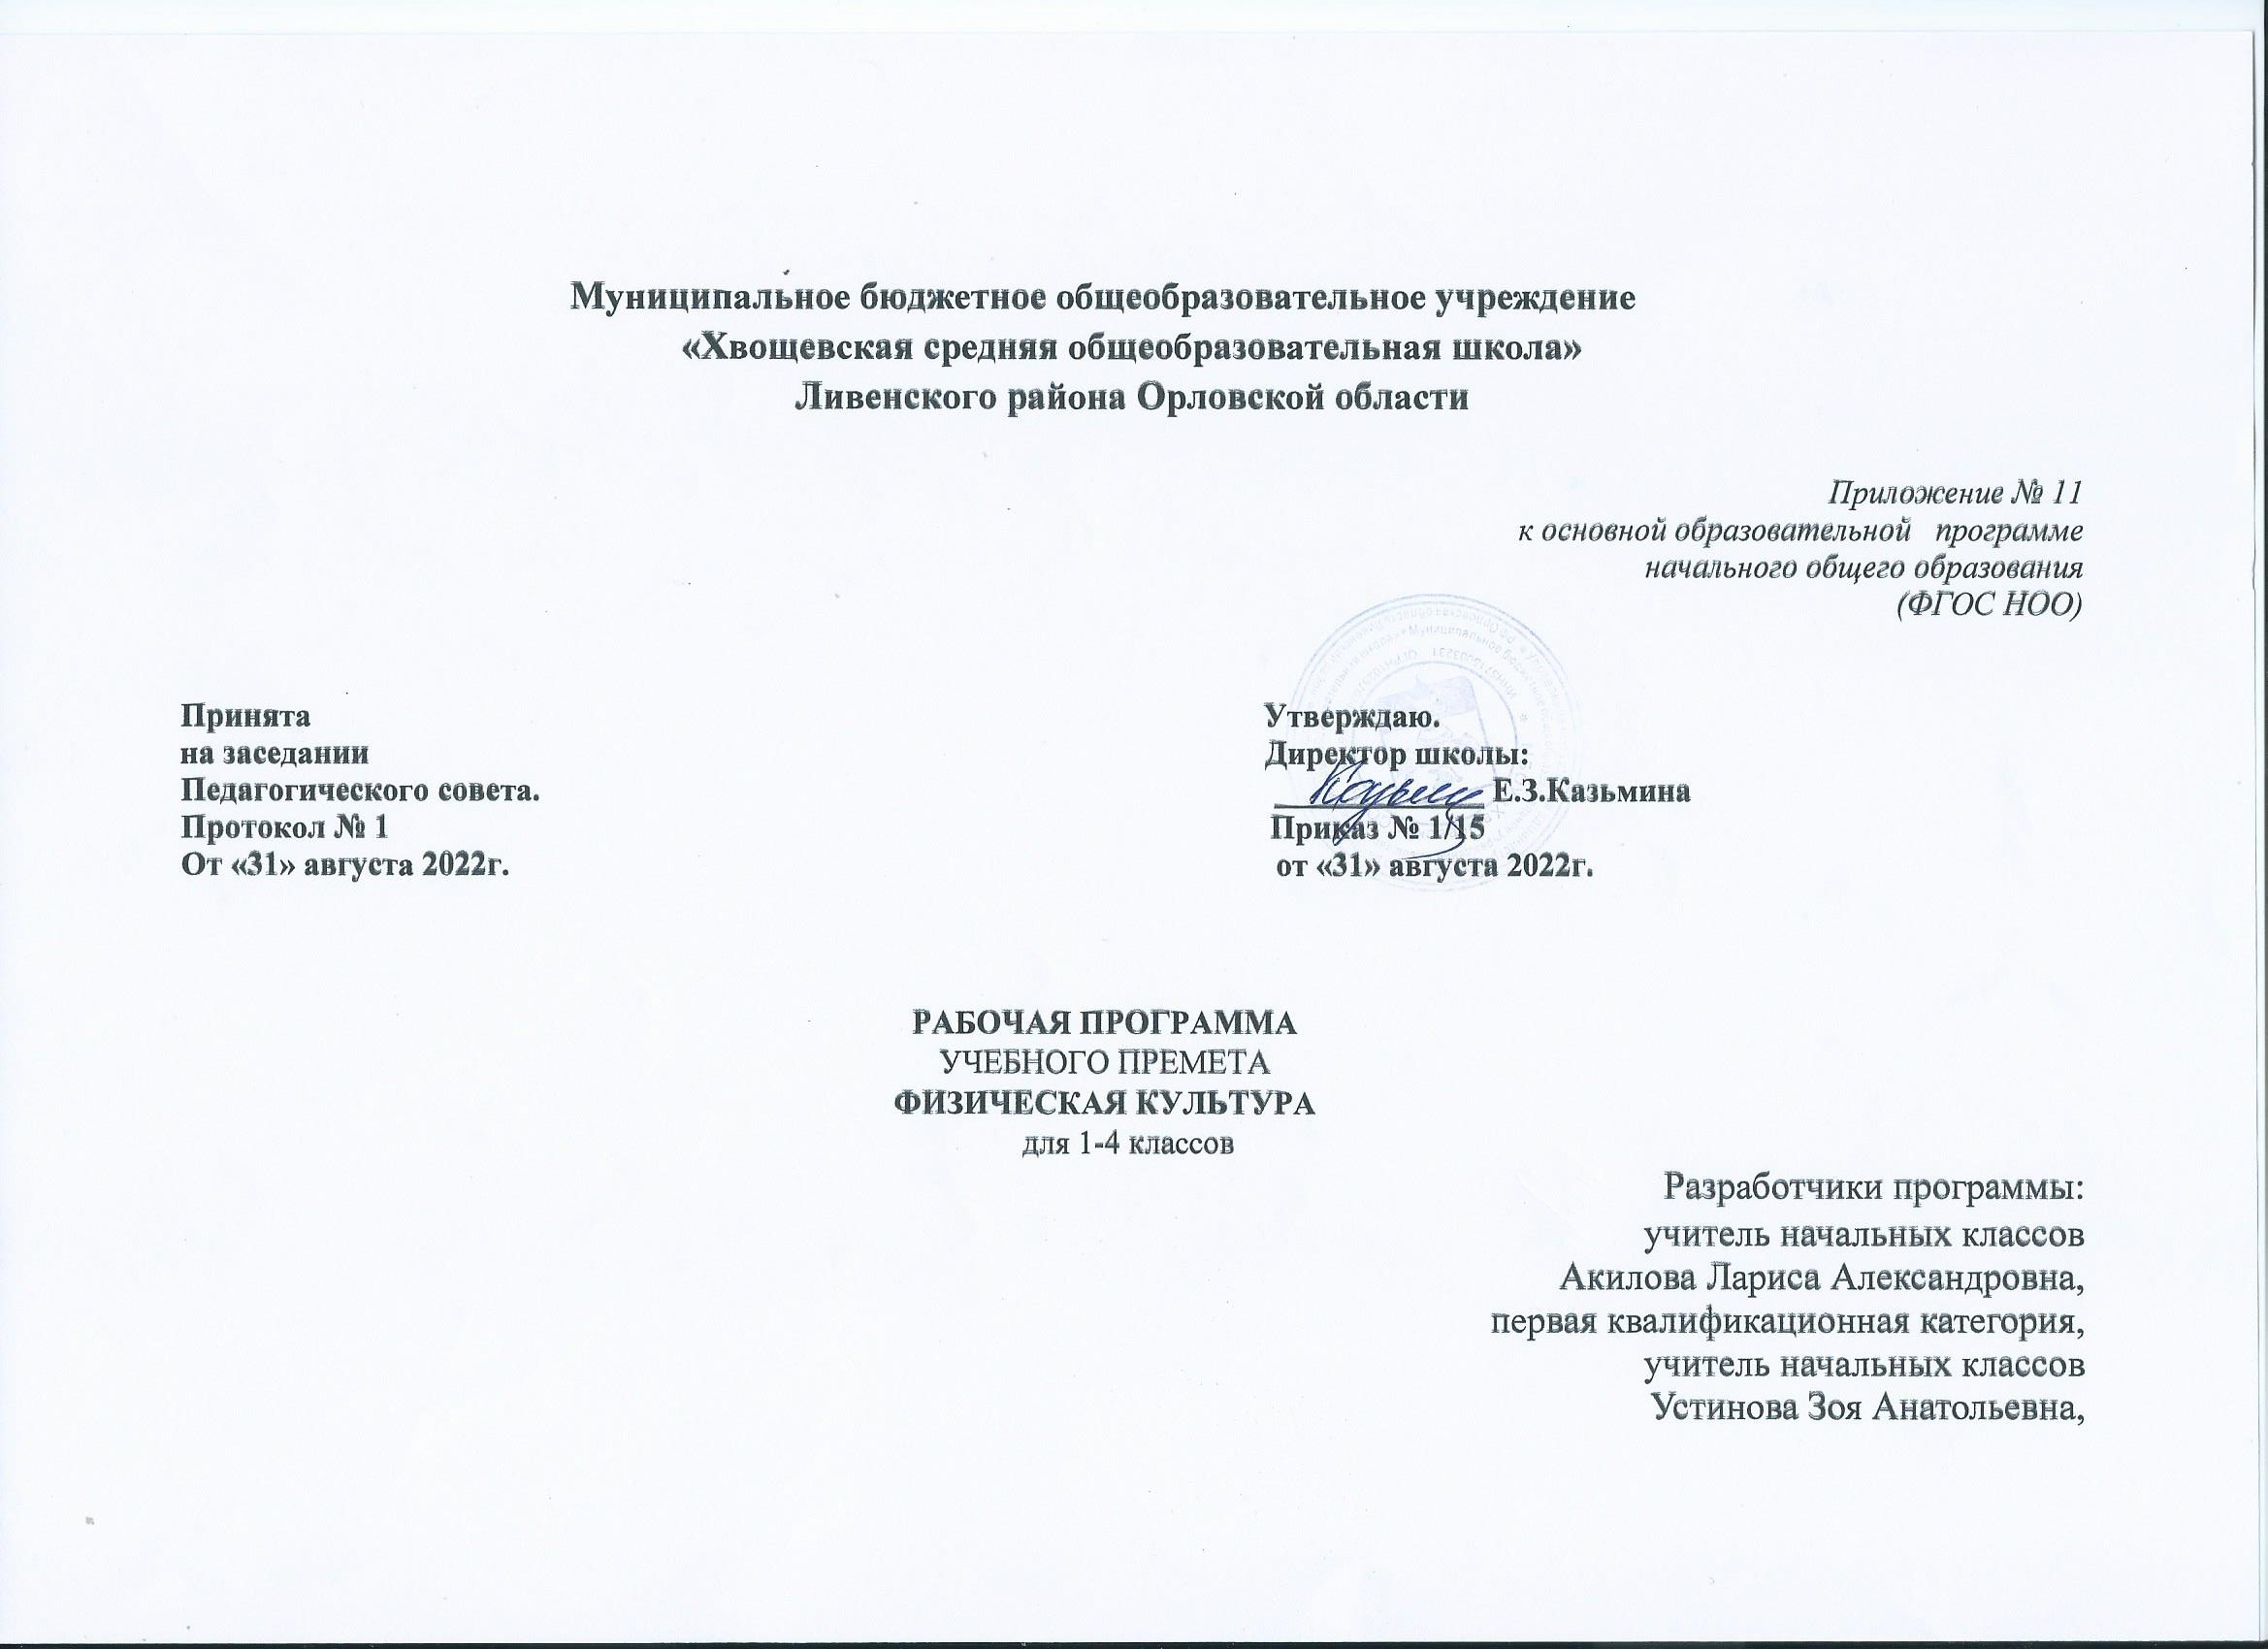 Муниципальное бюджетное общеобразовательное учреждение
«Хвощевская средняя общеобразовательная школа»
Ливенского района Орловской области
Приложение № 11
к основной образовательной программе
начального общего образования
(ФГОС НОО)
Принята
на заседании
Педагогического совета.
Протокол № 1
От «31» августа 2022г.
Утверждаю.
Директор школы:
Е.З.Казьмина
Приказ № 1/15
от «31» августа 2022г.
РАБОЧАЯ ПРОГРАММА
УЧЕБНОГО ПРЕМЕТА
ФИЗИЧЕСКАЯ КУЛЬТУРА
для 1-4 классов
Разработчики программы:
учитель начальных классов
Акилова Лариса Александровна,
первая квалификационная категория,
учитель начальных классов
Устинова Зоя Анатольевна,